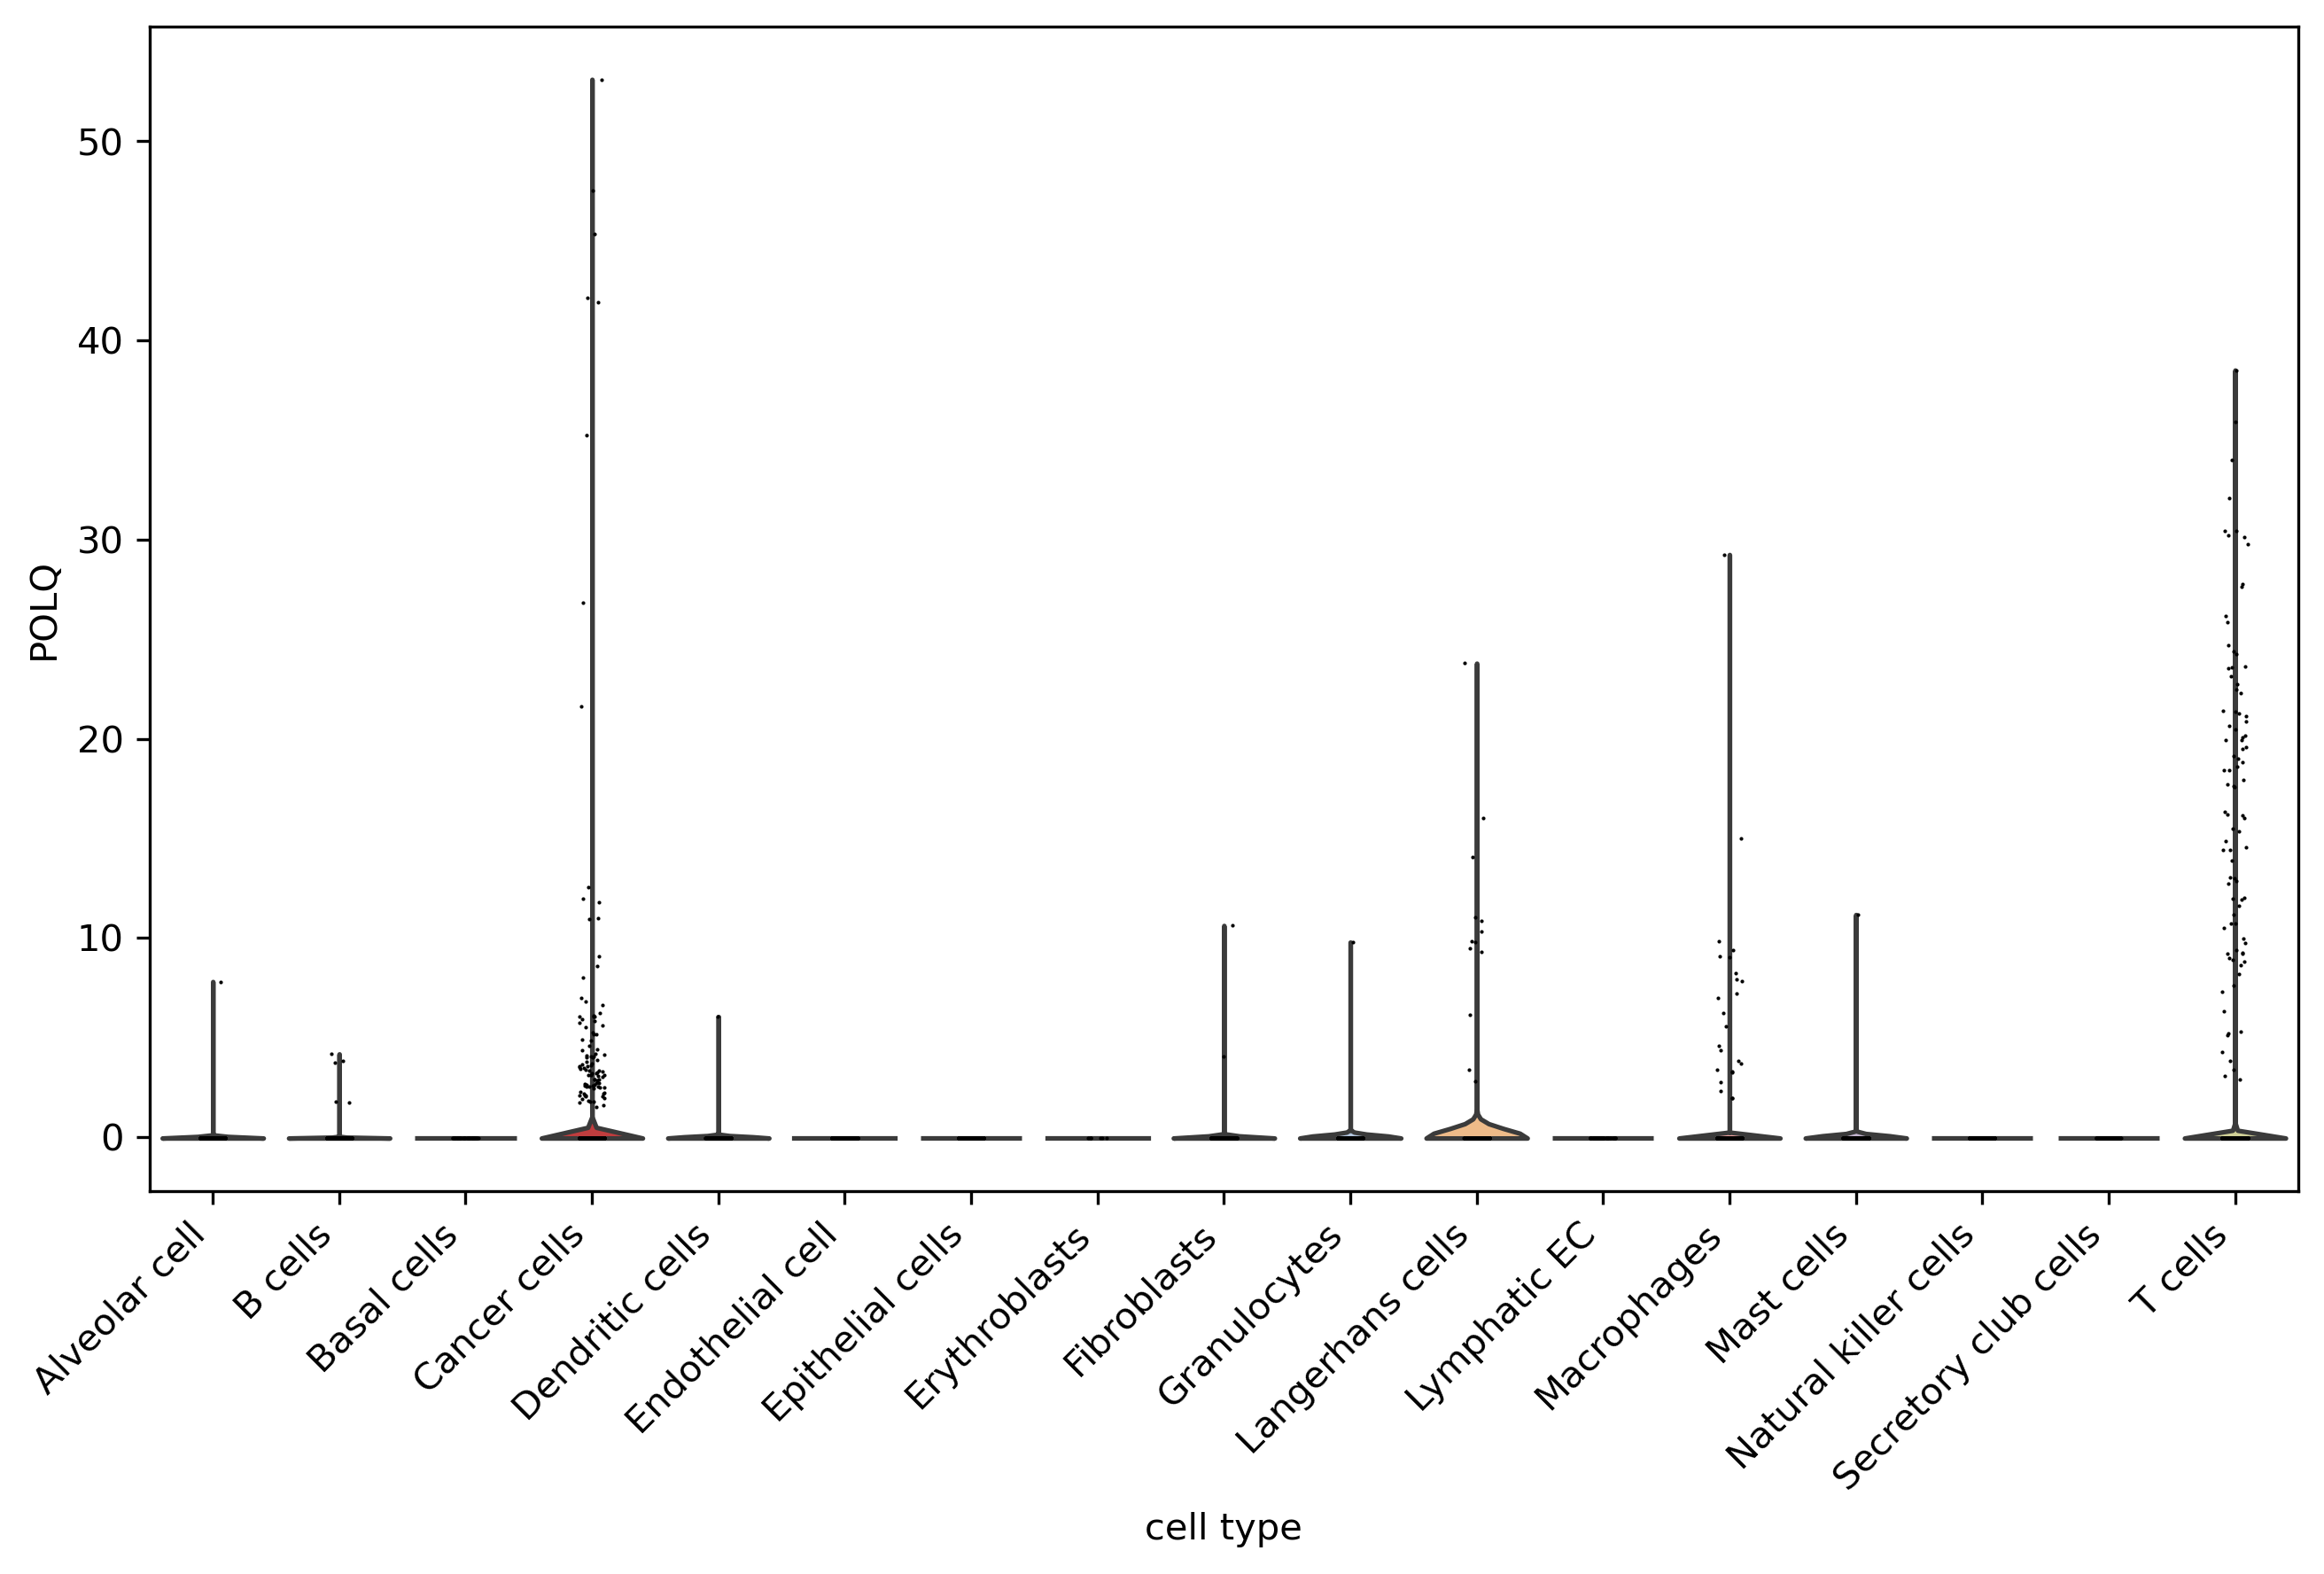 POLQ
50
40
30
20
10
0
Alveolar cell
B cells
Basal cells
Cancer cells
Dendritic cells
Endothelial cell
Epithelial cells
Erythroblasts
Fibroblasts
Granulocytes
Langerhans cells
Lymphatic EC
Macrophages
Mast cells
Natural killer cells
Secretory club cells
T cells
cell type